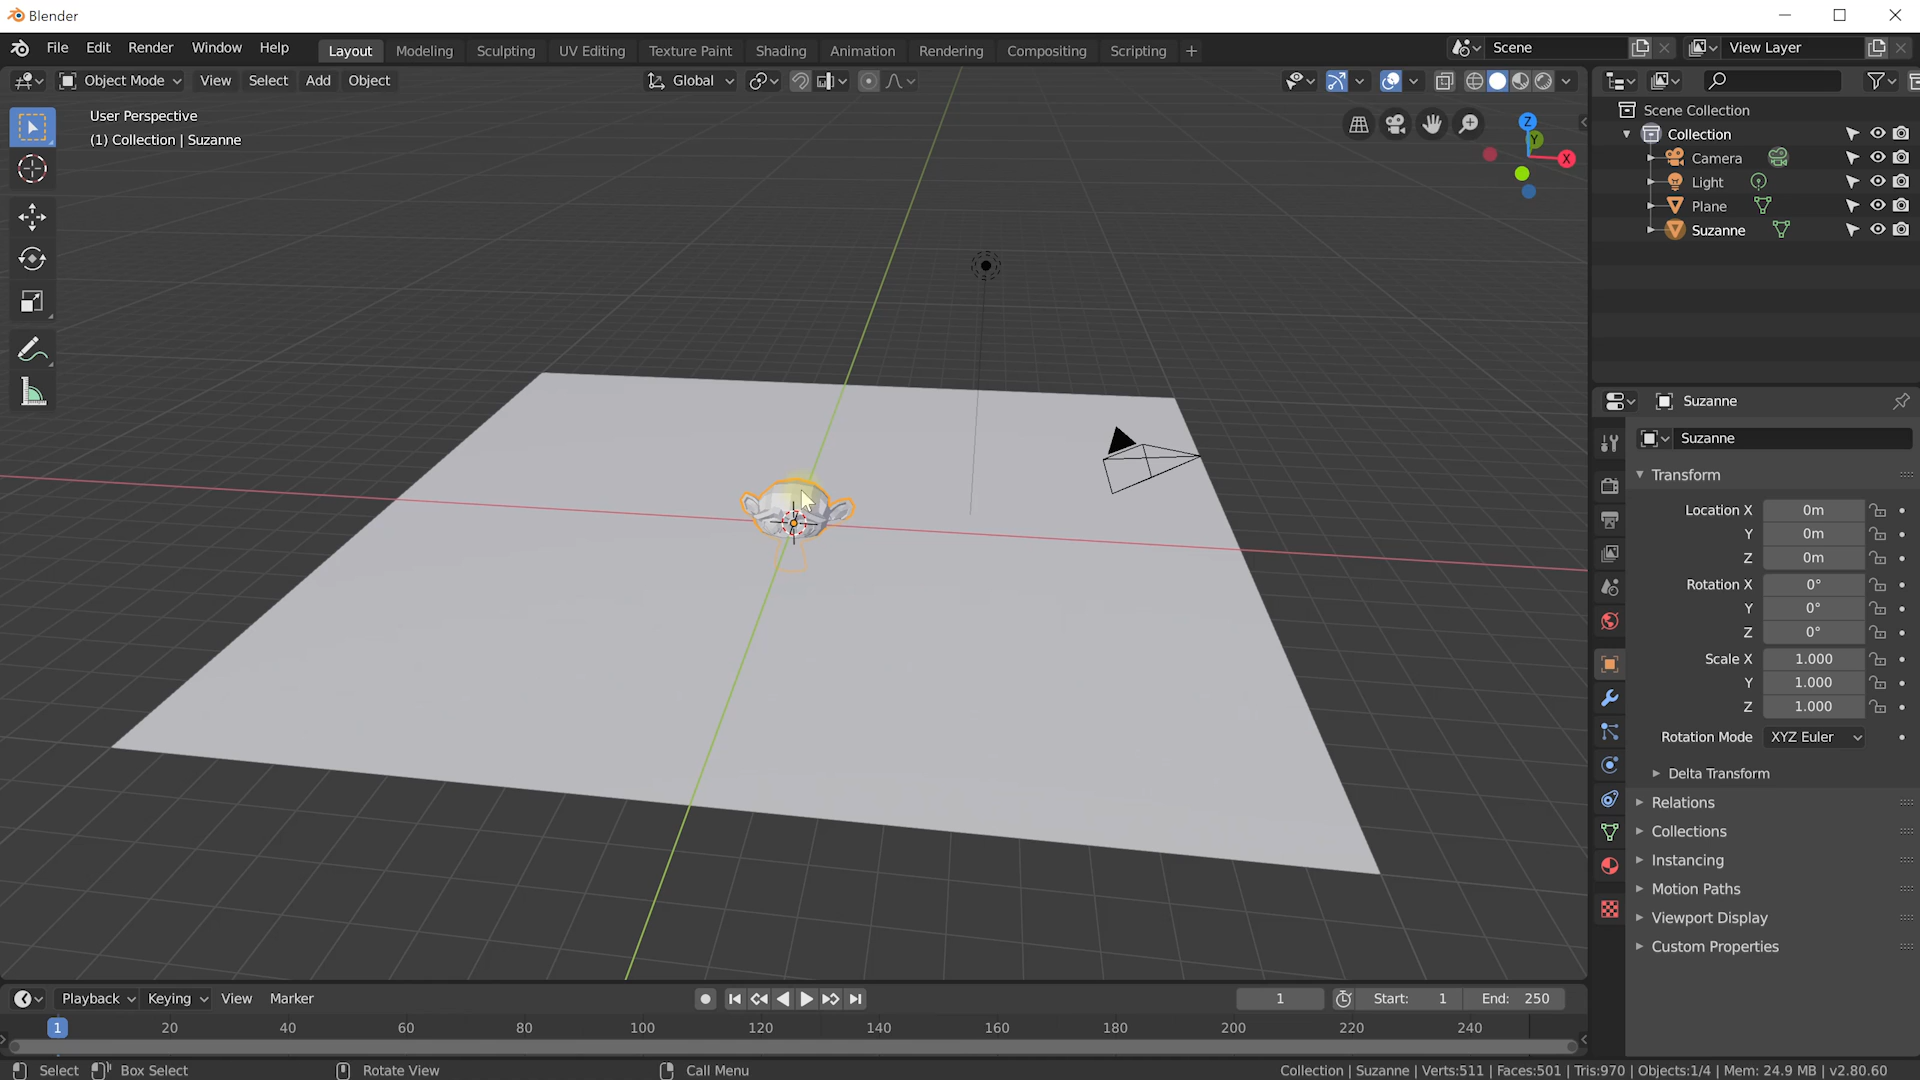 Blender
File Edit Render Window Help Layout Modeling Sculpting UV Editing Texture Paint Shading Animation Rendering Compositing Scripting + Scene View Layer
Object Mode View Select Add Object Global
User Perspective
(1) Collection | Suzanne
Z
Y
X
Scene Collection
Collection
Camera
Light
Plane
Suzanne
Suzanne
Suzanne
Transform
Location X 0m
Y 0m
Z 0m
Rotation X 0°
Y 0°
Z 0°
Scale X 1.000
Y 1.000
Z 1.000
Rotation Mode XYZ Euler
Delta Transform
Relations
Collections
Instancing
Motion Paths
Viewport Display
Custom Properties
Playback Keying View Marker 1 Start: 1 End: 250
1 20 40 60 80 100 120 140 160 180 200 220 240
Select Box Select Rotate View Call Menu Collection | Suzanne | Verts:511 | Faces:501 | Tris:970 | Objects:1/4 | Mem: 24.9 MB | v2.80.60